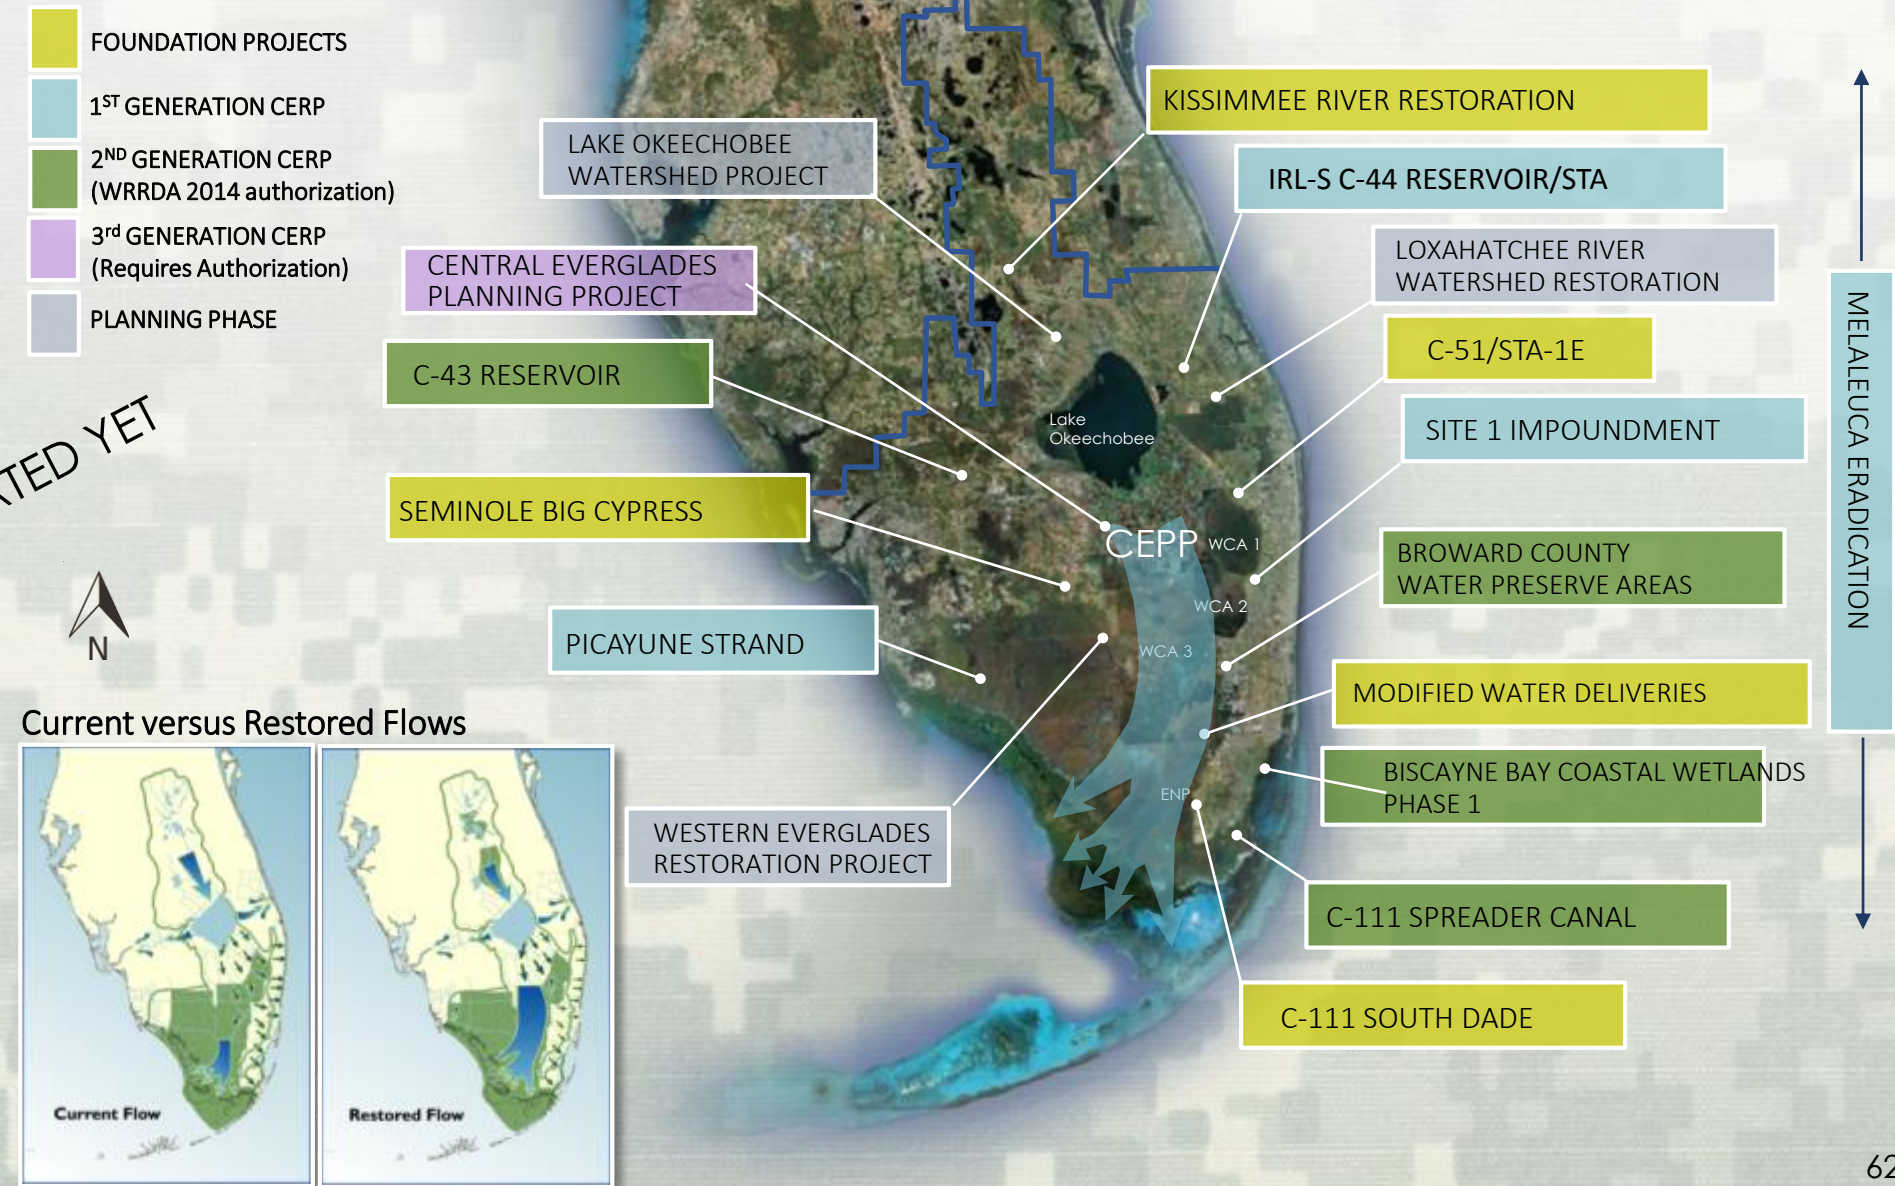 FOUNDATION PROJECTS
1ST GENERATION CERP
2ND GENERATION CERP
(WRRDA 2014 authorization)
3rd GENERATION CERP
(Requires Authorization)
PLANNING PHASE
YET
N
LAKE OKEECHOBEE
WATERSHED PROJECT
CENTRAL EVERGLADES
PLANNING PROJECT
C-43 RESERVOIR
SEMINOLE BIG CYPRESS
PICAYUNE STRAND
WESTERN EVERGLADES
RESTORATION PROJECT
KISSIMMEE RIVER RESTORATION
IRL-S C-44 RESERVOIR/STA
LOXAHATCHEE RIVER
WATERSHED RESTORATION
C-51/STA-1E
SITE 1 IMPOUNDMENT
BROWARD COUNTY
WATER PRESERVE AREAS
MODIFIED WATER DELIVERIES
BISCAYNE BAY COASTAL WETLANDS
PHASE 1
C-111 SPREADER CANAL
C-111 SOUTH DADE
MELALEUCA ERADICATION
Lake
Okeechobee
CEPP
WCA 1
WCA 2
WCA 3
ENP
Current versus Restored Flows
Current Flow
Restored Flow
62